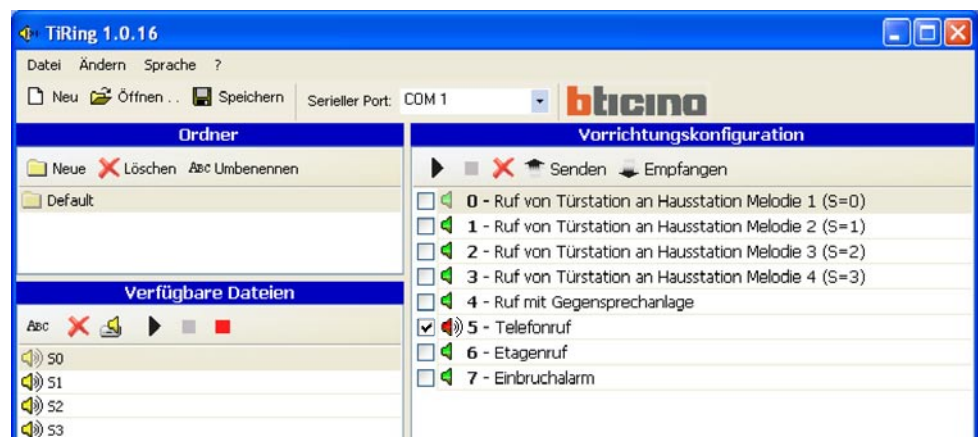 TiRing 1.0.16
Datei Ändern Sprache ?
Neu Öffnen . . Speichern Serieller Port: COM 1 bticino
Ordner
Neue Löschen ABC Umbenennen
Default
Verfügbare Dateien
ABC
S0
S1
S2
S3
Vorrichtungskonfiguration
Senden Empfangen
0 - Ruf von Türstation an Hausstation Melodie 1 (S=0)
1 - Ruf von Türstation an Hausstation Melodie 2 (S=1)
2 - Ruf von Türstation an Hausstation Melodie 3 (S=2)
3 - Ruf von Türstation an Hausstation Melodie 4 (S=3)
4 - Ruf mit Gegensprechanlage
5 - Telefonruf
6 - Etagenruf
7 - Einbruchalarm